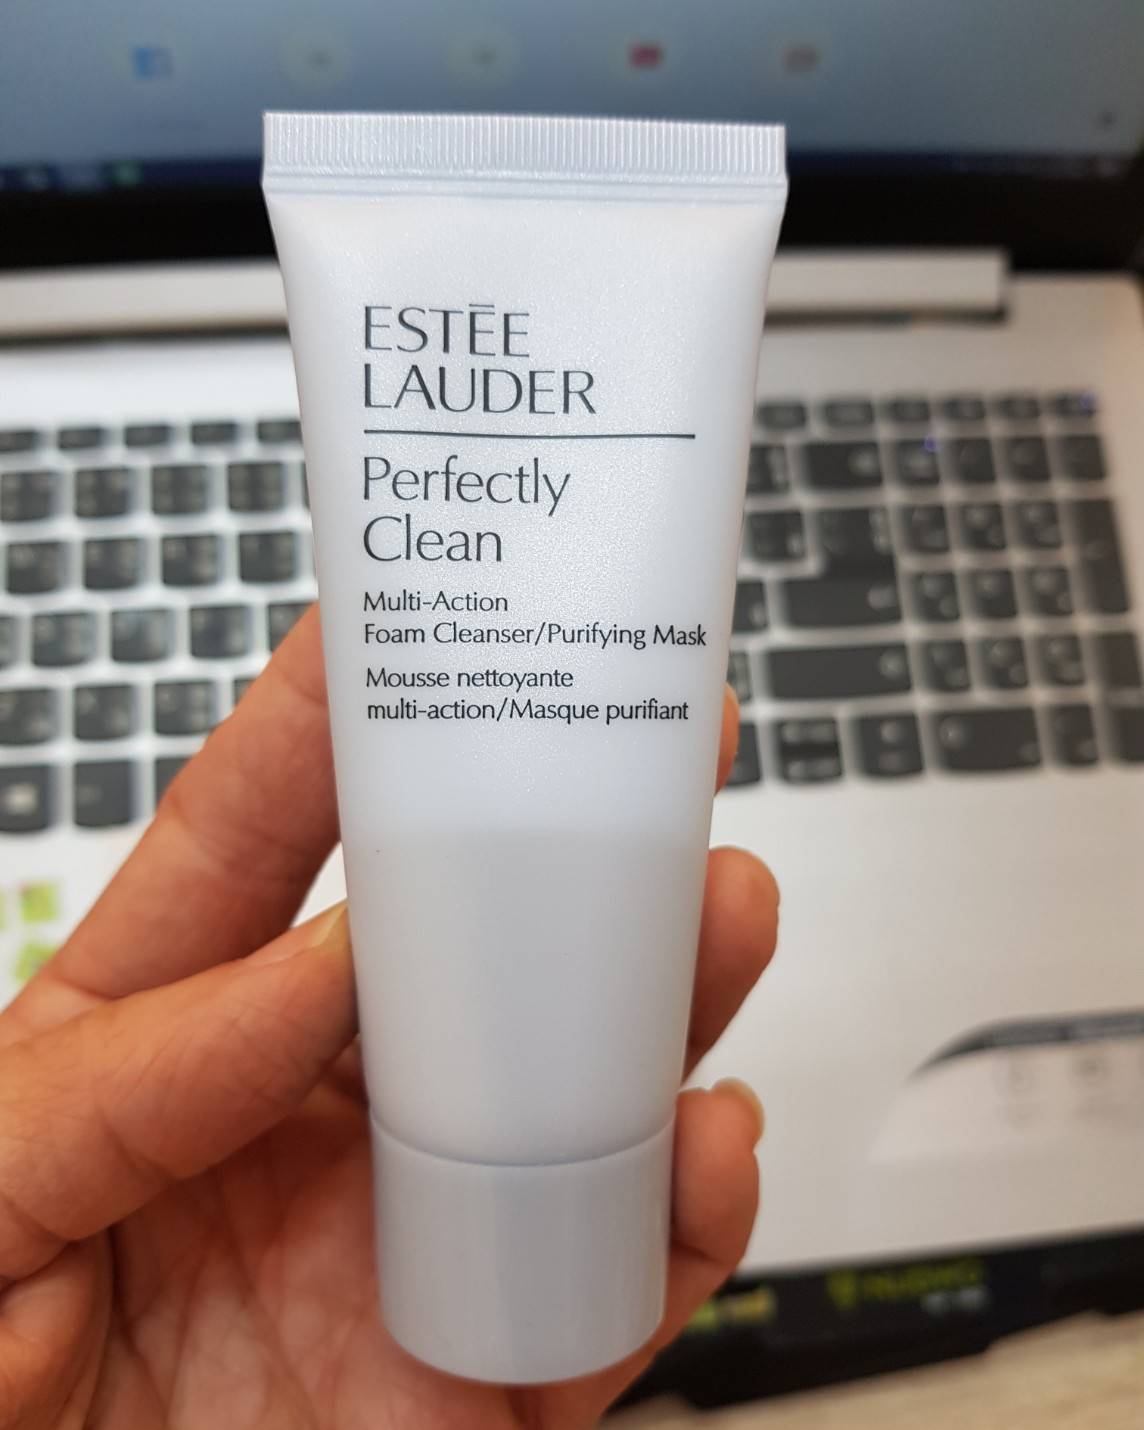 ESTĒE
LAUDER
Perfectly
Clean
Multi-Action
Foam Cleanser/Purifying Mask
Mousse nettoyante
multi-action/Masque purifiant